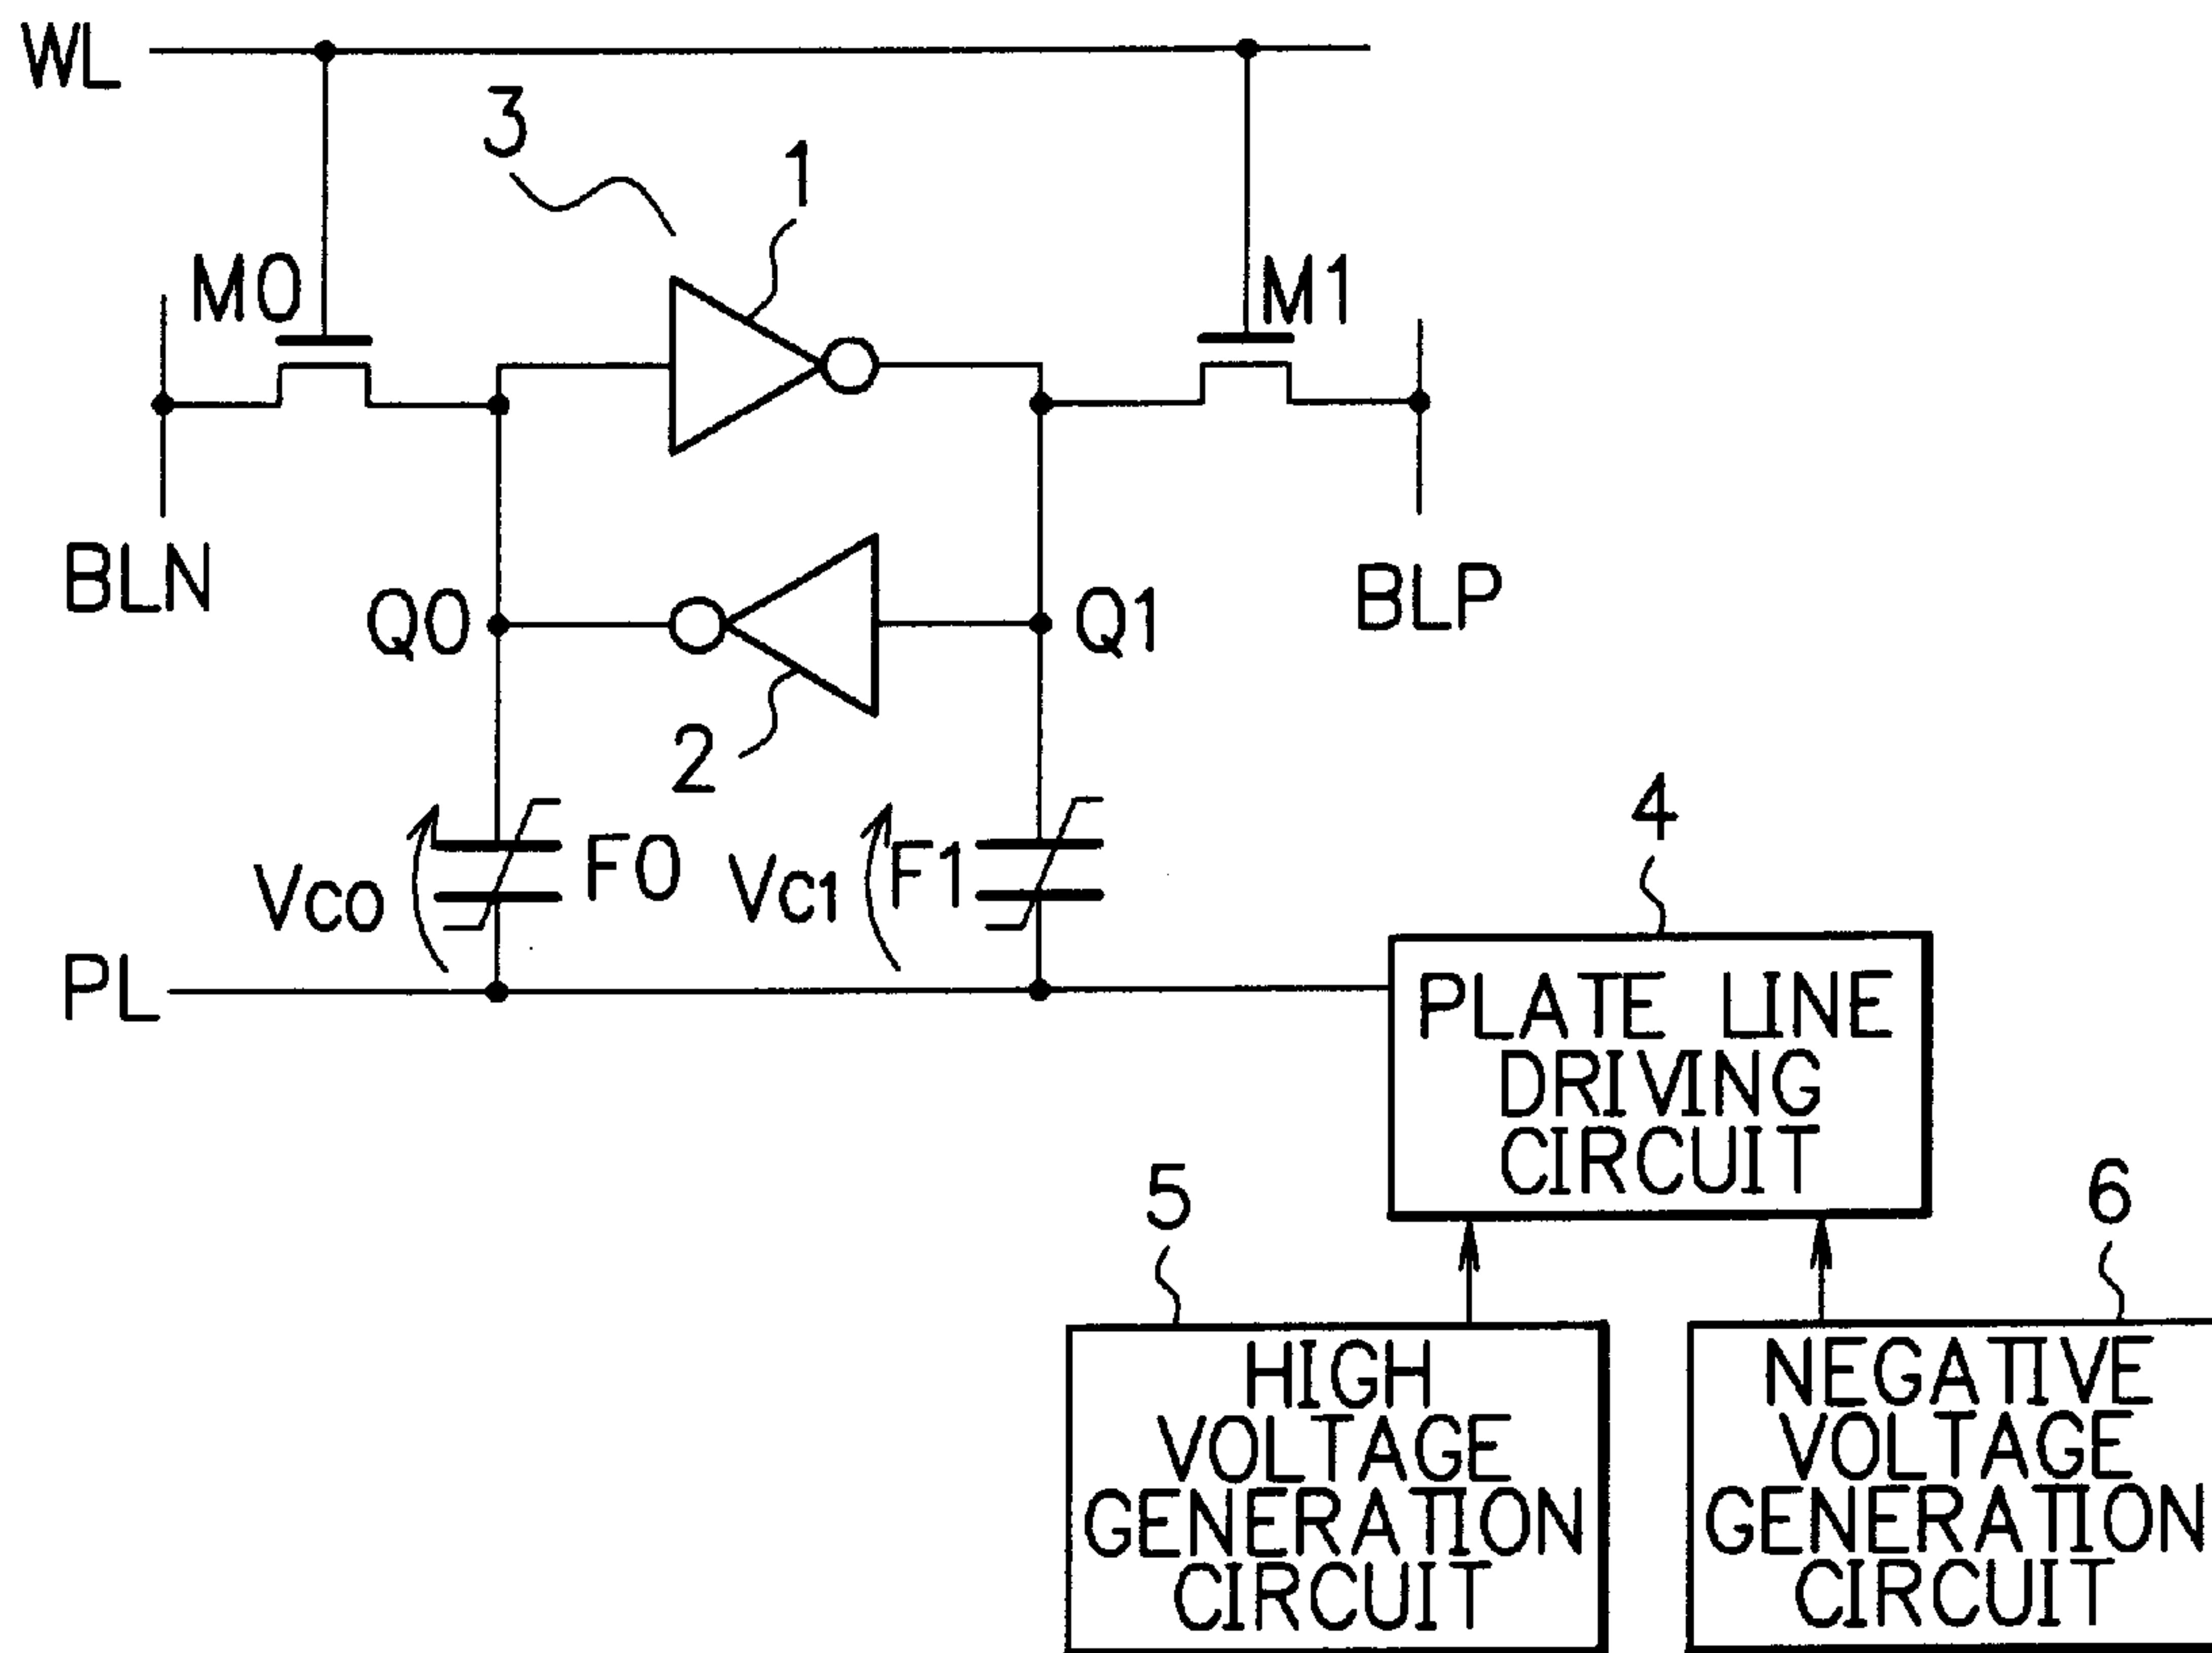 WL
3
1
M0
M1
BLN
Q0
Q1
BLP
2
4
VC0
F0
VC1
F1
PL
PLATE LINE
DRIVING
CIRCUIT
5
6
HIGH
VOLTAGE
GENERATION
CIRCUIT
NEGATIVE
VOLTAGE
GENERATION
CIRCUIT